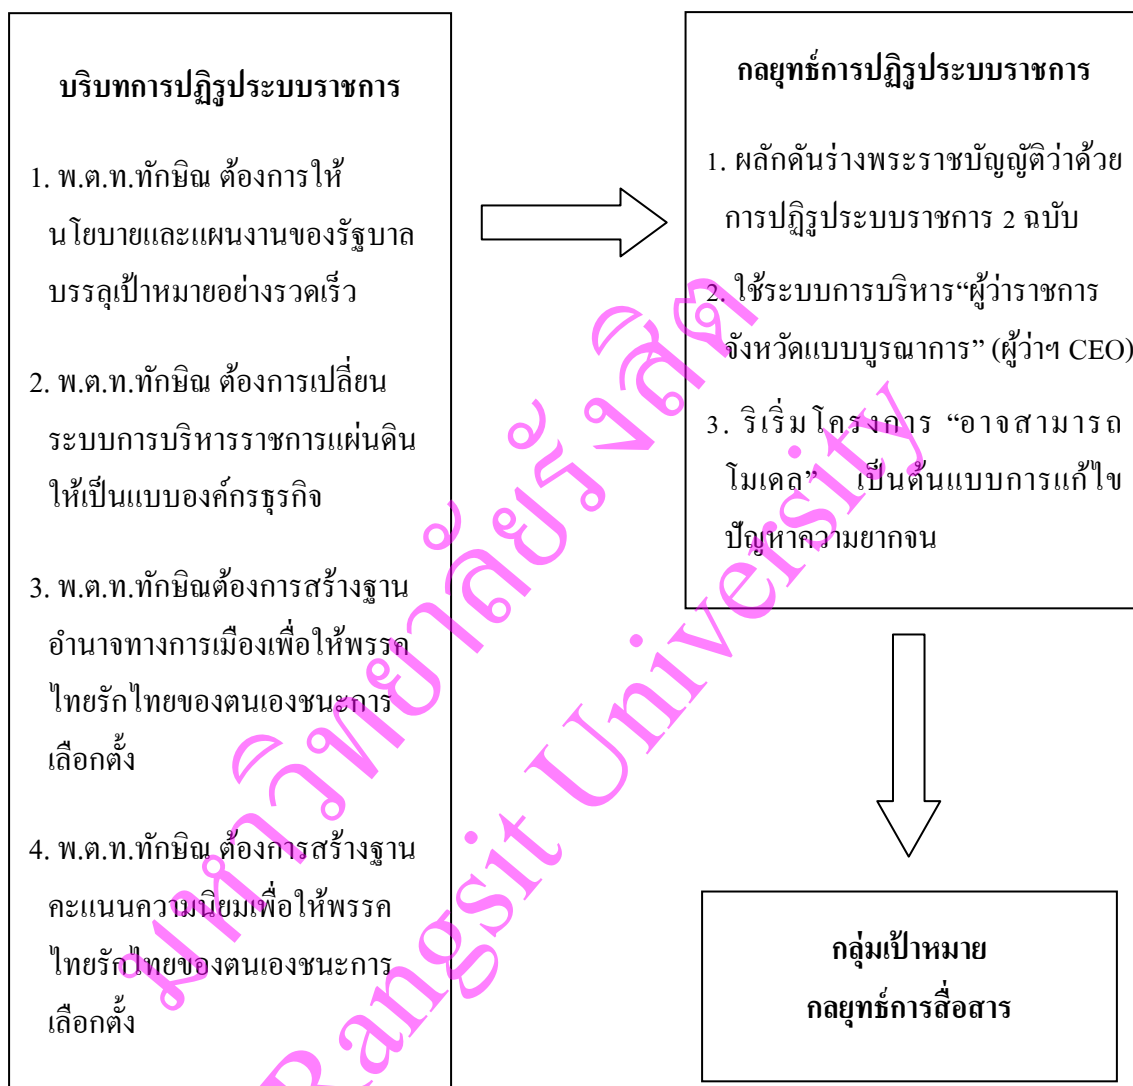 บริบทการปฏิรูประบบราชการ
1. พ.ต.ท.ทักษิณ ต้องการให้
นโยบายและแผนงานของรัฐบาล
บรรลุเป้าหมายอย่างรวดเร็ว
2. พ.ต.ท.ทักษิณ ต้องการเปลี่ยน
ระบบการบริหารราชการแผ่นดิน
ให้เป็นแบบองค์กรธุรกิจ
3. พ.ต.ท.ทักษิณต้องการสร้างฐาน
อำนาจทางการเมืองเพื่อให้พรรค
ไทยรักไทยของตนเองชนะการ
เลือกตั้ง
4. พ.ต.ท.ทักษิณ ต้องการสร้างฐาน
คะแนนความนิยมเพื่อให้พรรค
ไทยรักไทยของตนเองชนะการ
เลือกตั้ง
กลยุทธ์การปฏิรูประบบราชการ
1. ผลักดันร่างพระราชบัญญัติว่าด้วย
การปฏิรูประบบราชการ 2 ฉบับ
2. ใช้ระบบการบริหาร“ผู้ว่าราชการ
จังหวัดแบบบูรณาการ” (ผู้ว่าฯ CEO)
3. ริเริ่มโครงการ “อาจสามารถ
โมเดล” เป็นต้นแบบการแก้ไข
ปัญหาความยากจน
กลุ่มเป้าหมาย
กลยุทธ์การสื่อสาร
มหาวิทยาลัยรังสิต
Rangsit University